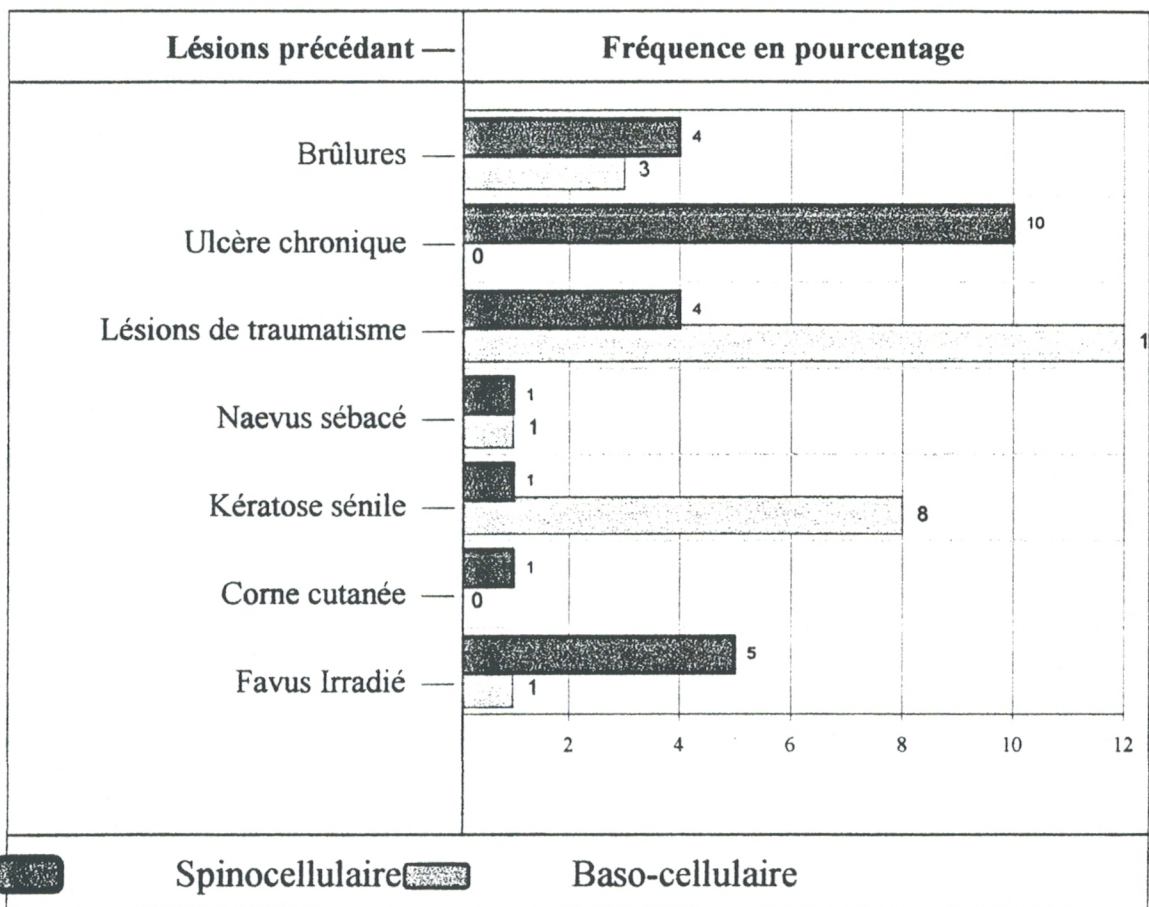 Lésions précédant — Fréquence en pourcentage
Brûlures — 4
3
Ulcère chronique — 10
0
Lésions de traumatisme — 4
1
Naevus sébacé — 1
1
Kératose sénile — 1
8
Corne cutanée — 1
0
Favus Irradié — 5
1
2 4 6 8 10 12
Spinocellulaire Baso-cellulaire